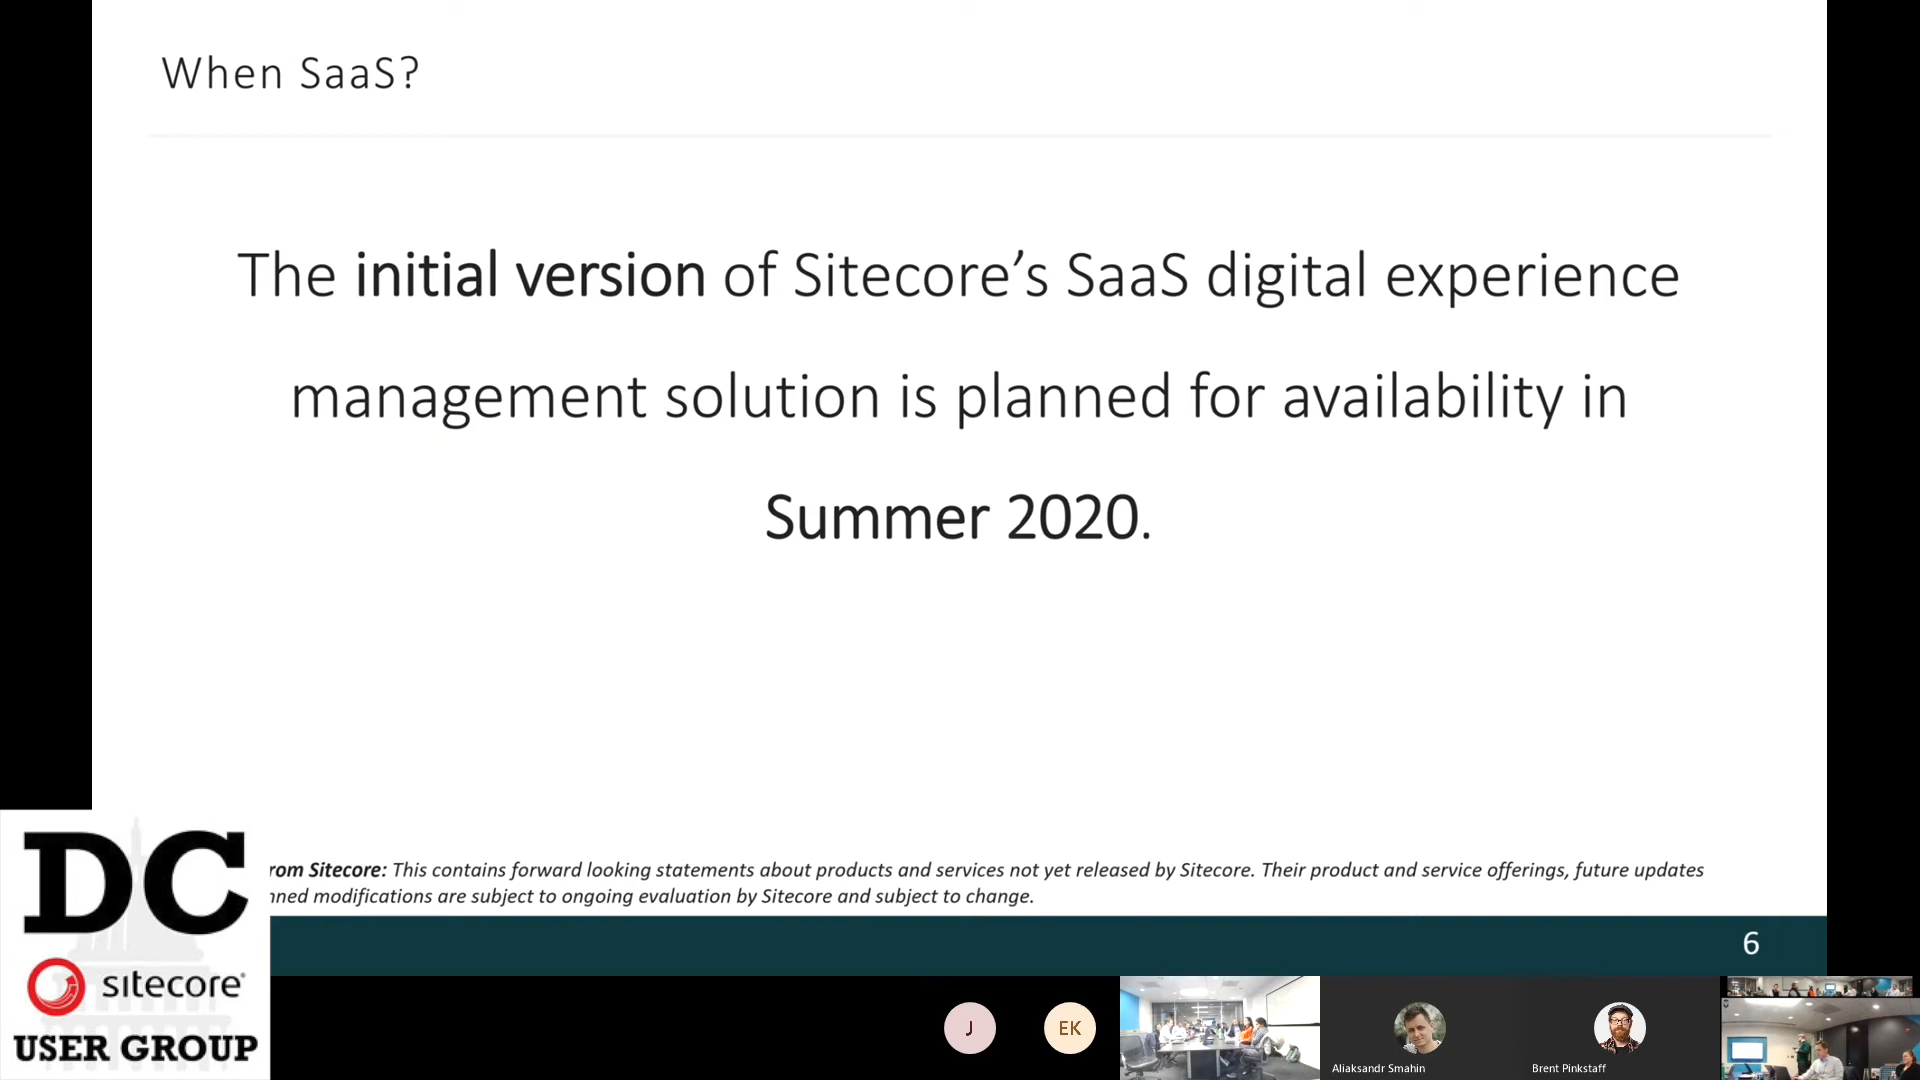 When SaaS?
The initial version of Sitecore’s SaaS digital experience
management solution is planned for availability in
Summer 2020.
rom Sitecore: This contains forward looking statements about products and services not yet released by Sitecore. Their product and service offerings, future updates
nned modifications are subject to ongoing evaluation by Sitecore and subject to change.
6
DC
sitecore
USER GROUP
J
EK
Aliaksandr Smahin
Brent Pinkstaff